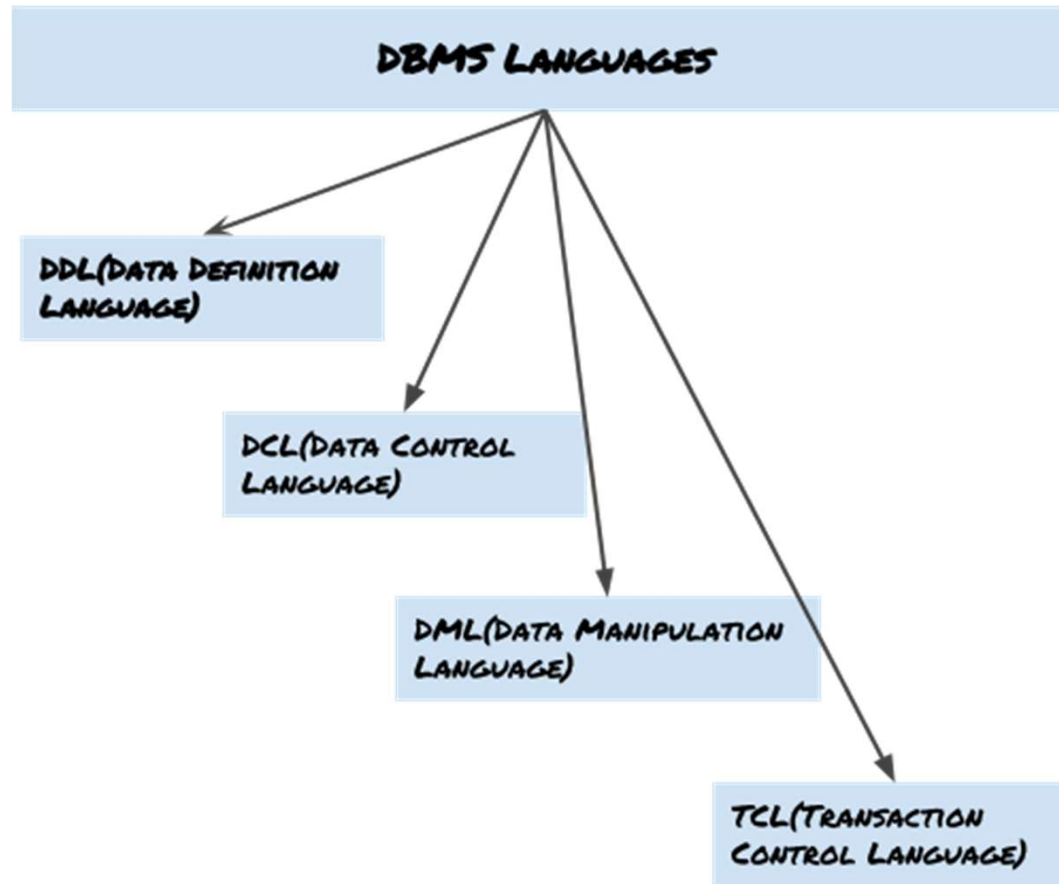 DBMS Languages
DDL(Data Definition
Language)
DCL(Data Control
Language)
DML(Data Manipulation
Language)
TCL(Transaction
Control Language)